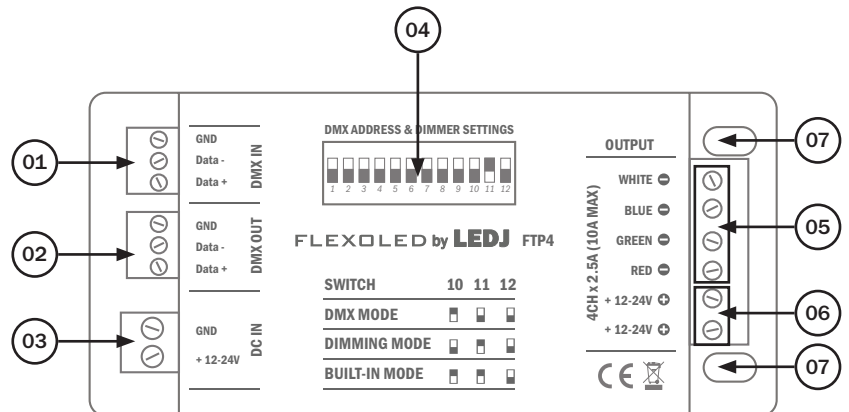 04
DMX ADDRESS & DIMMER SETTINGS
1 2 3 4 5 6 7 8 9 10 11 12
01
GND
Data -
Data +
DMX IN
02
GND
Data -
Data +
DMX OUT
03
GND
+ 12-24V
DC IN
FLEXOLED by LEDJ FTP4
SWITCH 10 11 12
DMX MODE
DIMMING MODE
BUILT-IN MODE
OUTPUT
4CH x 2.5A (10A MAX)
WHITE -
BLUE -
GREEN -
RED -
+ 12-24V +
+ 12-24V +
CE
07
05
06
07